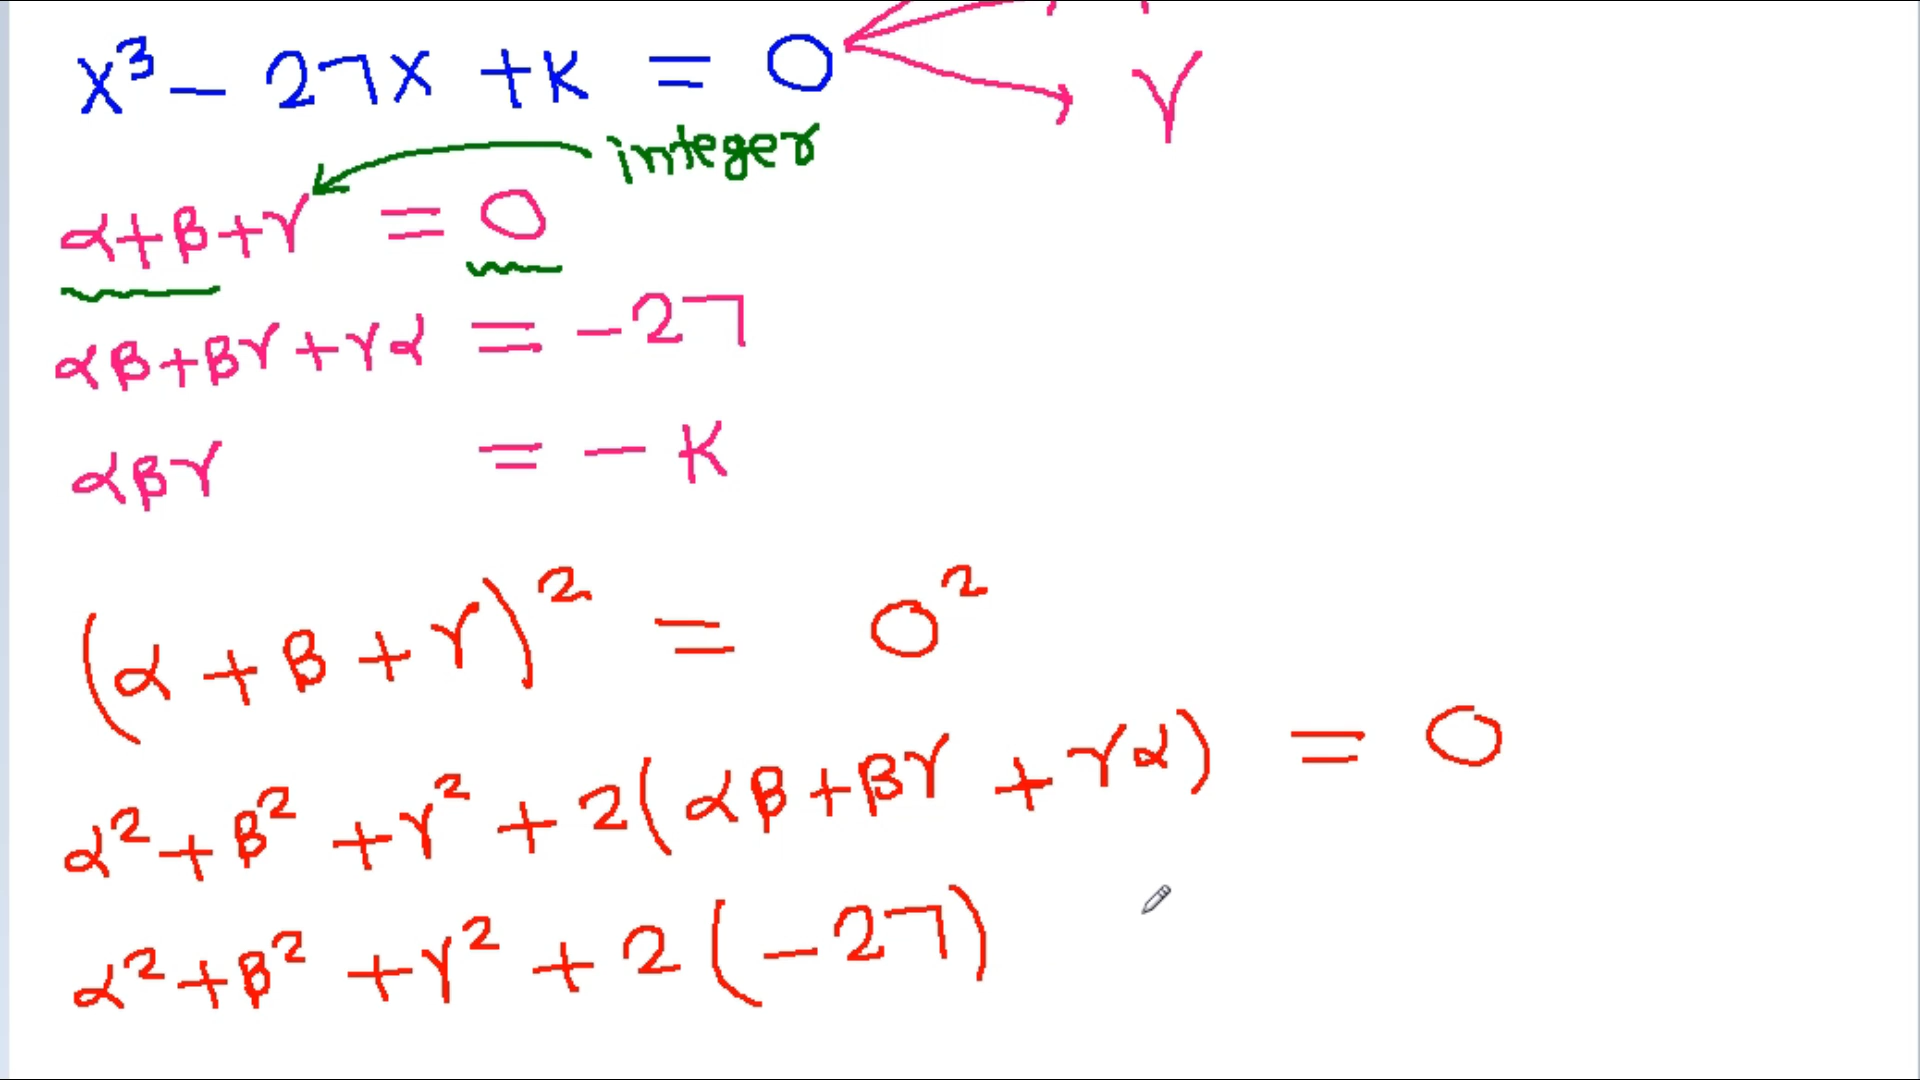 x³ - 27x + k = 0
γ
integer
α+β+γ = 0
αβ+βγ+γα = -27
αβγ = -k
(α+β+γ)² = 0²
α²+β²+γ²+2(αβ+βγ+γα) = 0
α²+β²+γ²+2(-27)